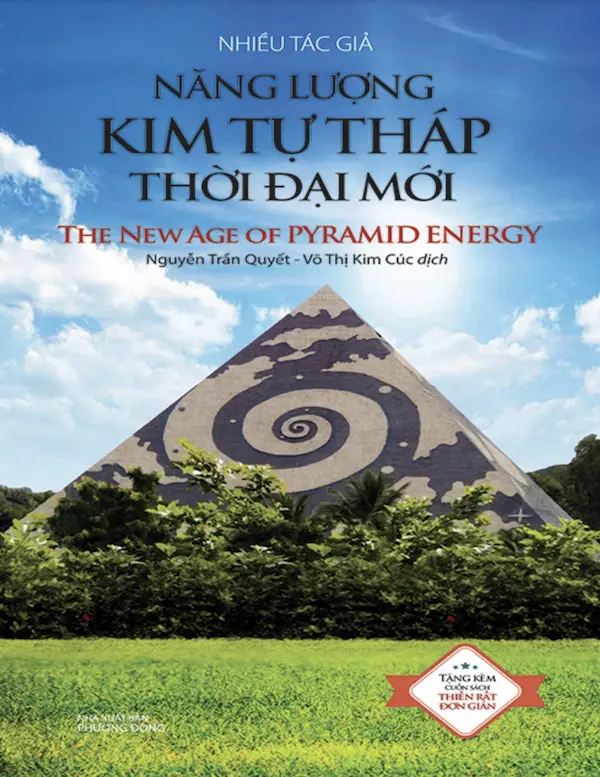 NHIỀU TÁC GIẢ
NĂNG LƯỢNG
KIM TỰ THÁP
THỜI ĐẠI MỚI
THE NEW AGE OF PYRAMID ENERGY
Nguyễn Trần Quyết - Võ Thị Kim Cúc dịch
TẶNG KÈM
CUỐN SÁCH
THIỀN RẤT
ĐƠN GIẢN
NHÀ XUẤT BẢN
PHƯƠNG ĐÔNG